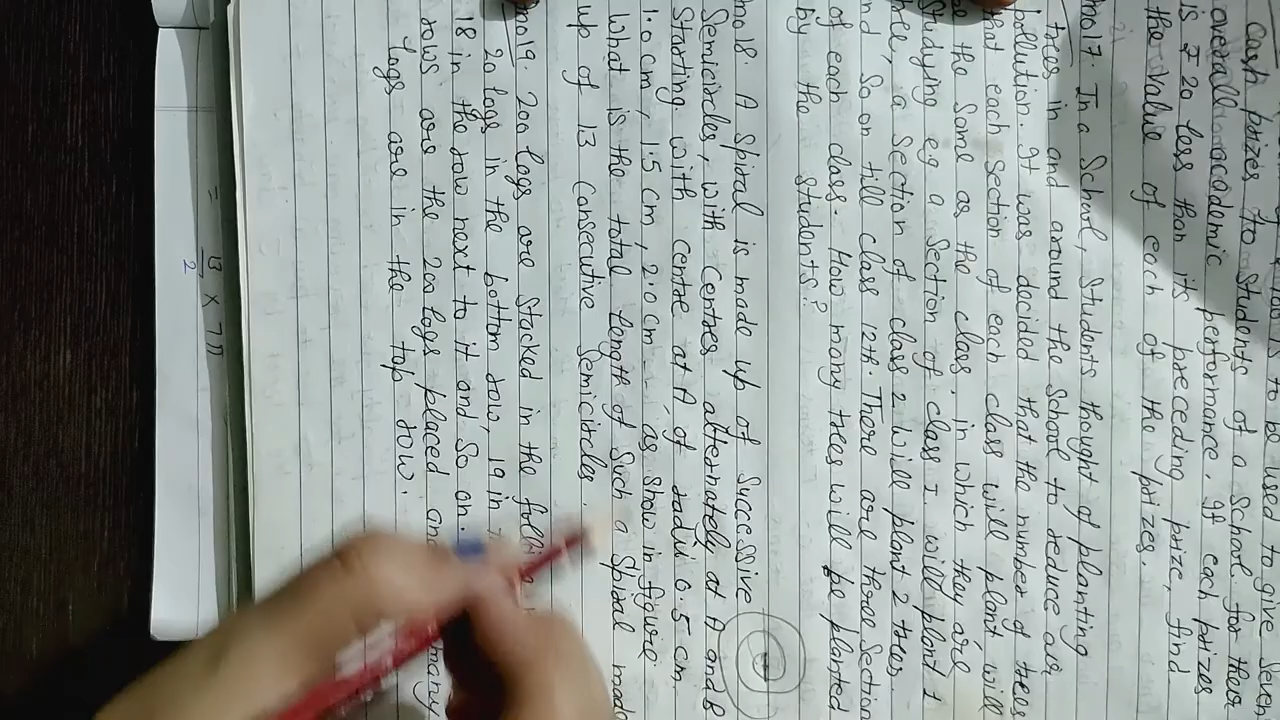 Cash prizes to students of a School for their
overall academic performance. If each prizes
is ₹ 20 less than its preceding prize, find
the Value of each of the prizes.
no17. In a School, Students thought of planting
trees in and around the School to reduce air
pollution. It was decided that the number of trees
that each Section of each class will plant will
be the Some as the class, in which they are
Studying eg a Section of class I will plant 1
tree, a Section of class 2 will plant 2 trees
nd So on till class 12th. There are three Section
of each class. How many trees will be planted
by the students?
no18. A Spiral is made up of Successive
Semicircles, with Centres alternately at A and B
Starting with centre at A, of radii 0.5 cm
1.0 cm, 1.5 cm, 2.0 cm -- as Show in figure
What is the total length of Such a Spiral made
up of 13 Consecutive Semicircles.
no19. 200 logs are Stacked in the
20 logs in the bottom row, 19 in
18 in the row next to it and So on.
rows are the 200 logs placed many
logs are in the top row.
= 13/2 × 7π